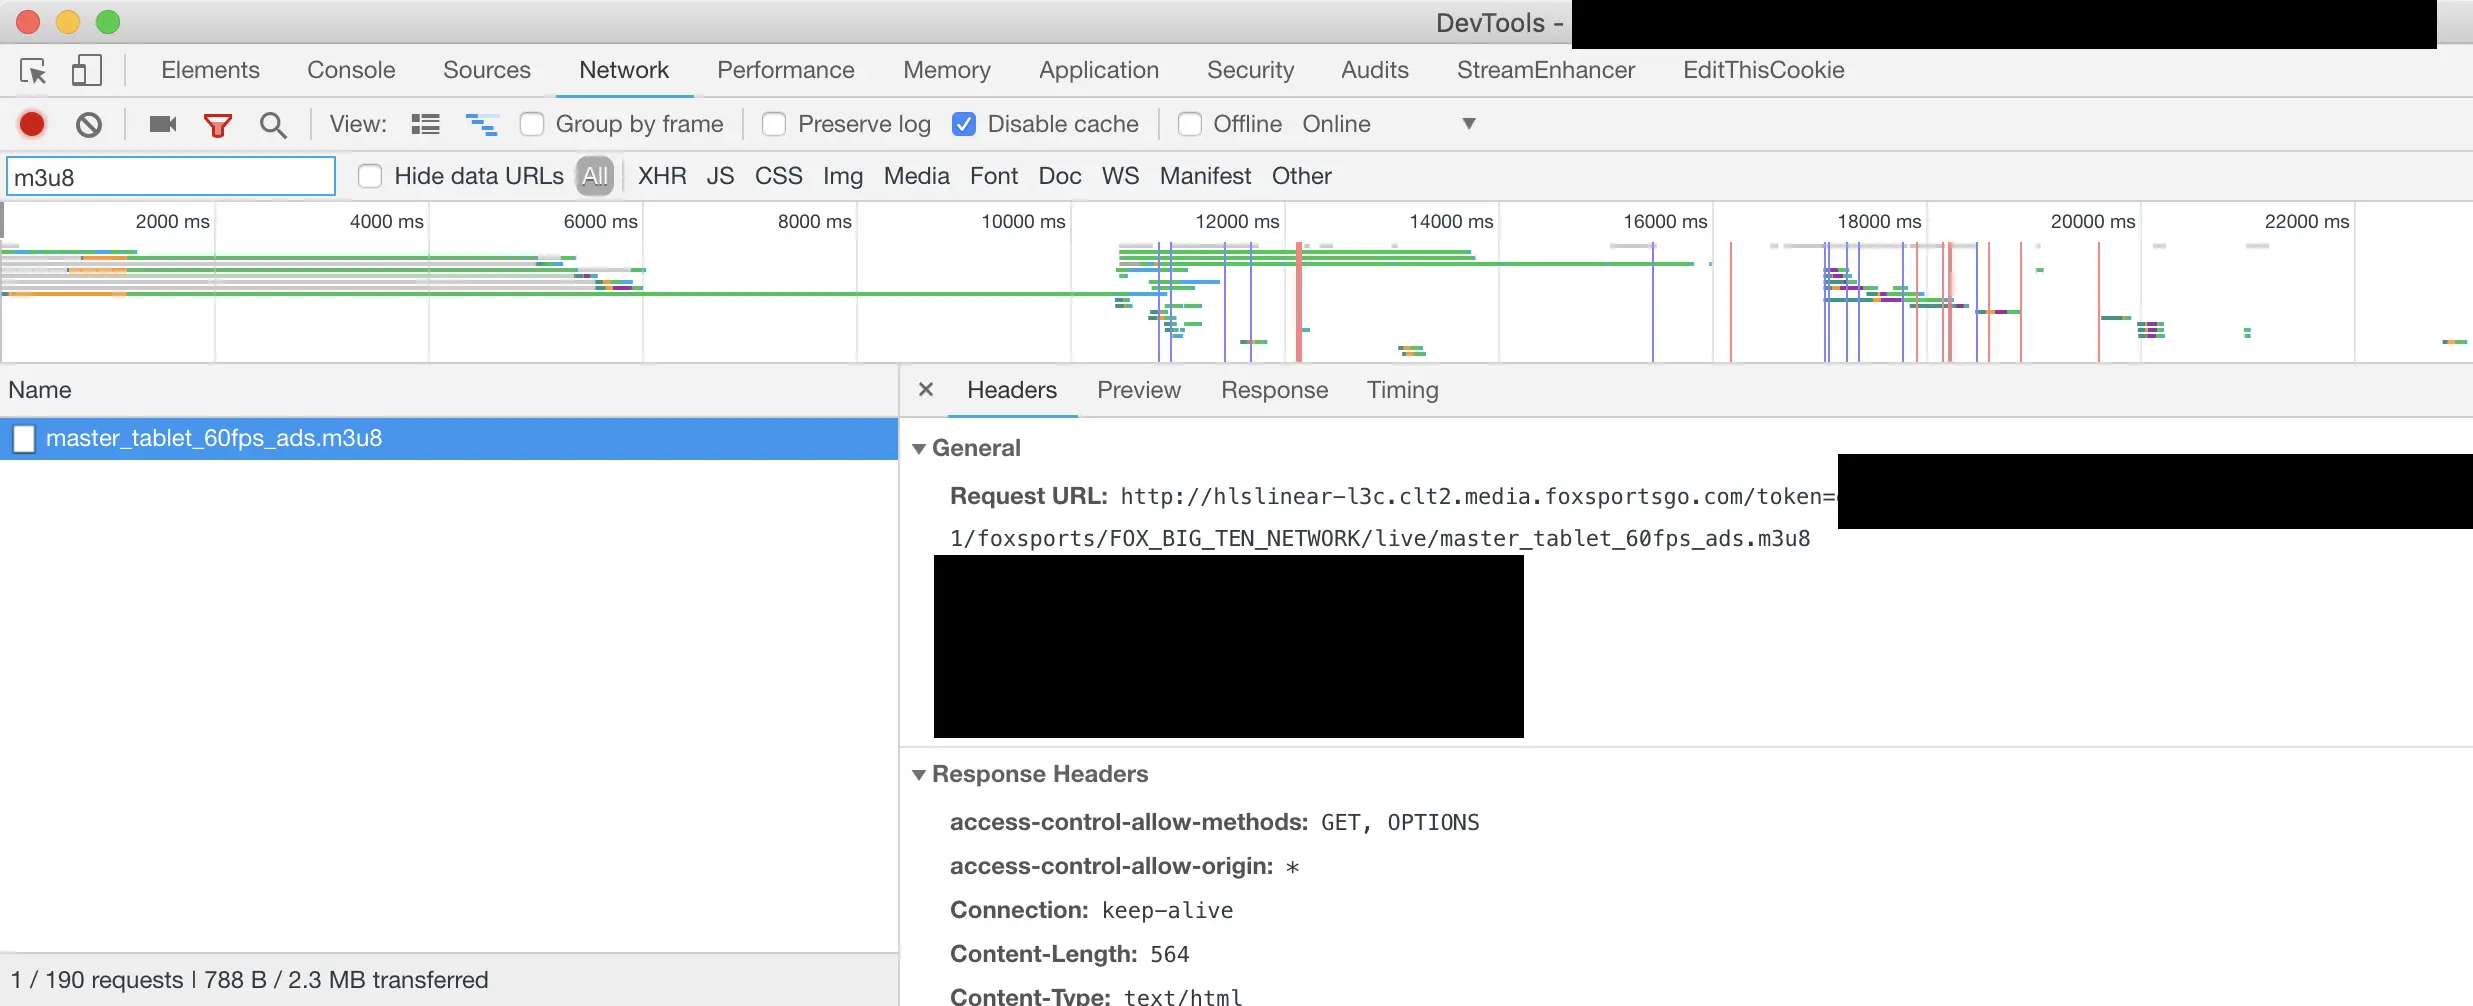 DevTools -
Elements Console Sources Network Performance Memory Application Security Audits StreamEnhancer EditThisCookie
View: Group by frame Preserve log Disable cache Offline Online
m3u8 Hide data URLs All XHR JS CSS Img Media Font Doc WS Manifest Other
2000 ms 4000 ms 6000 ms 8000 ms 10000 ms 12000 ms 14000 ms 16000 ms 18000 ms 20000 ms 22000 ms
Name
master_tablet_60fps_ads.m3u8
1 / 190 requests | 788 B / 2.3 MB transferred
Headers Preview Response Timing
General
Request URL: http://hlslinear-l3c.clt2.media.foxsportsgo.com/token=
1/foxsports/FOX_BIG_TEN_NETWORK/live/master_tablet_60fps_ads.m3u8
Response Headers
access-control-allow-methods: GET, OPTIONS
access-control-allow-origin: *
Connection: keep-alive
Content-Length: 564
Content-Type: text/html